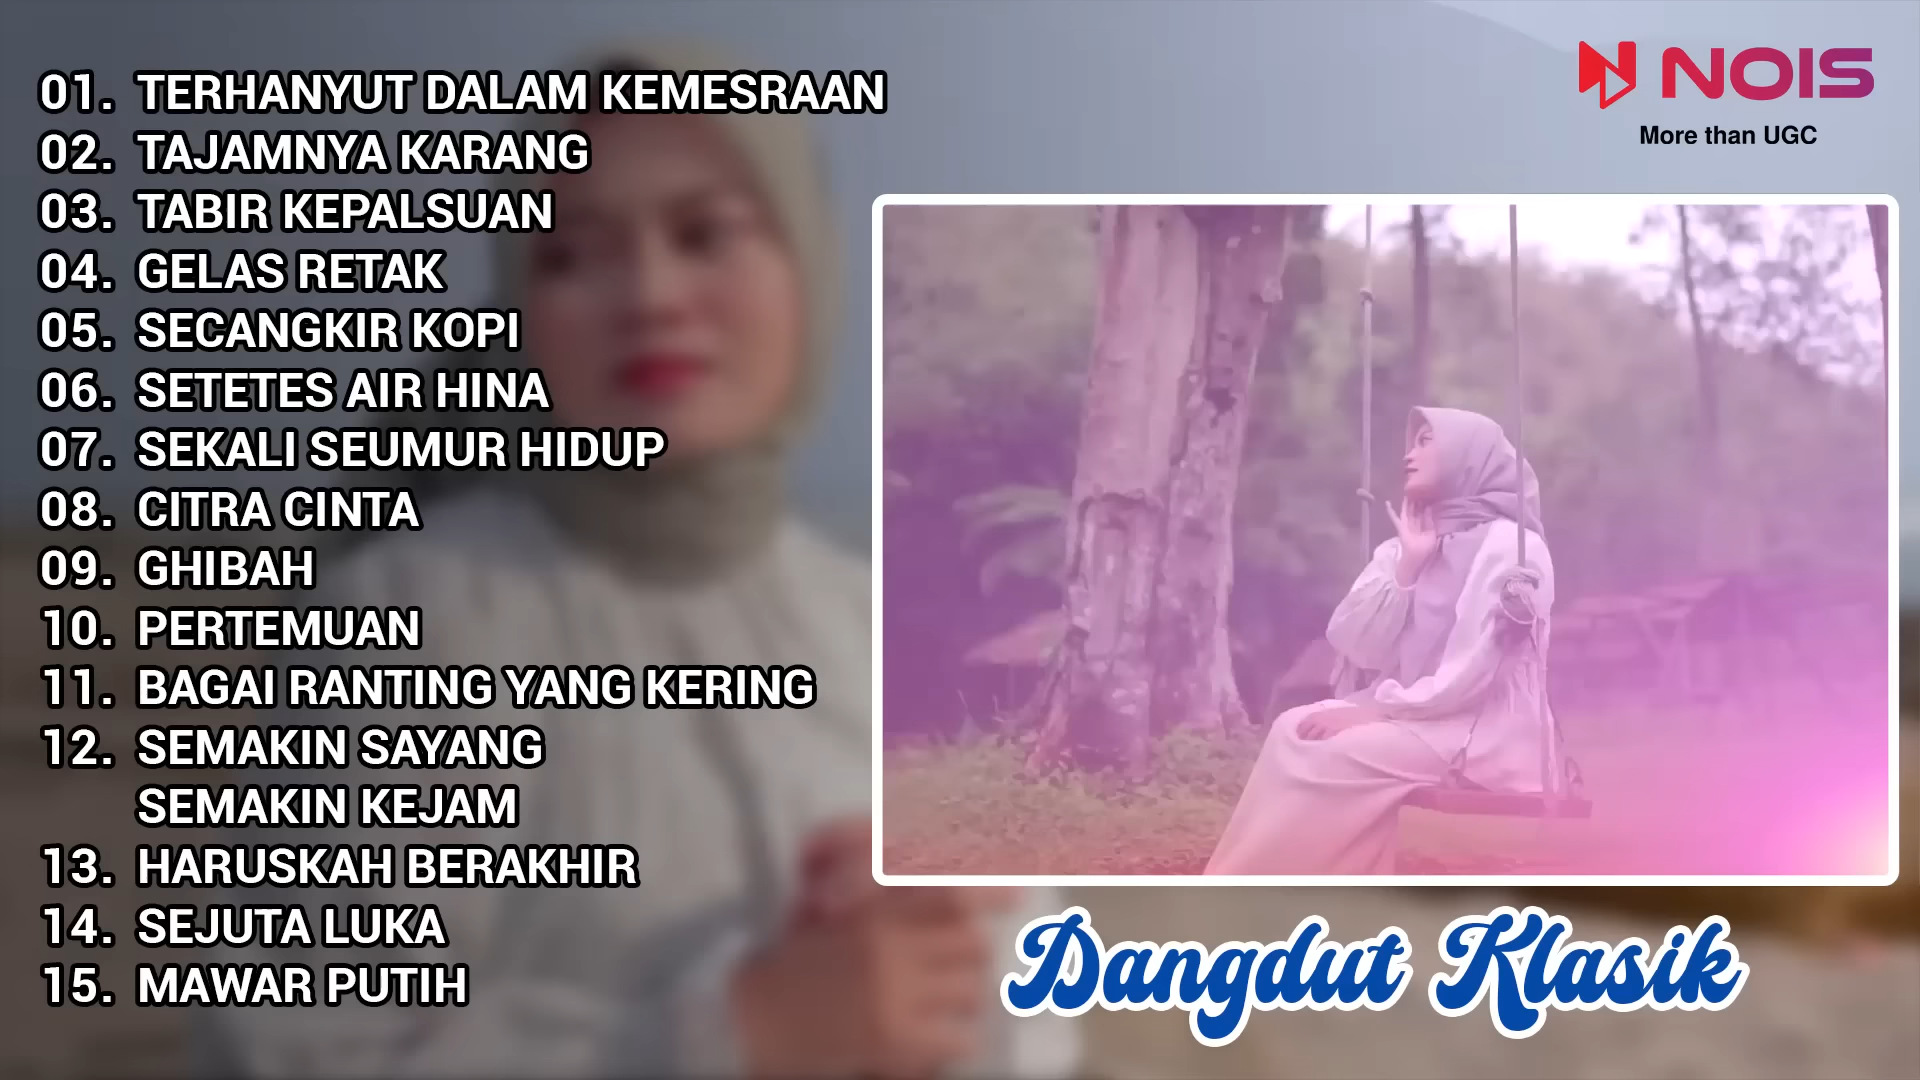 01. TERHANYUT DALAM KEMESRAAN
02. TAJAMNYA KARANG
03. TABIR KEPALSUAN
04. GELAS RETAK
05. SECANGKIR KOPI
06. SETETES AIR HINA
07. SEKALI SEUMUR HIDUP
08. CITRA CINTA
09. GHIBAH
10. PERTEMUAN
11. BAGAI RANTING YANG KERING
12. SEMAKIN SAYANG
SEMAKIN KEJAM
13. HARUSKAH BERAKHIR
14. SEJUTA LUKA
15. MAWAR PUTIH
NOIS
More than UGC
Dangdut Klasik